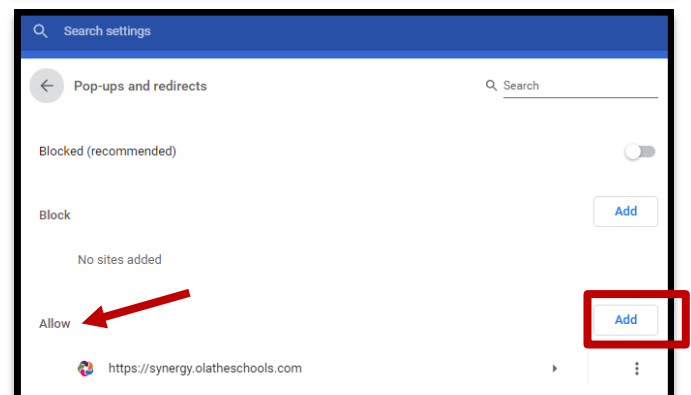 Search settings
Pop-ups and redirects
Search
Blocked (recommended)
Block
Add
No sites added
Allow
Add
https://synergy.olatheschools.com